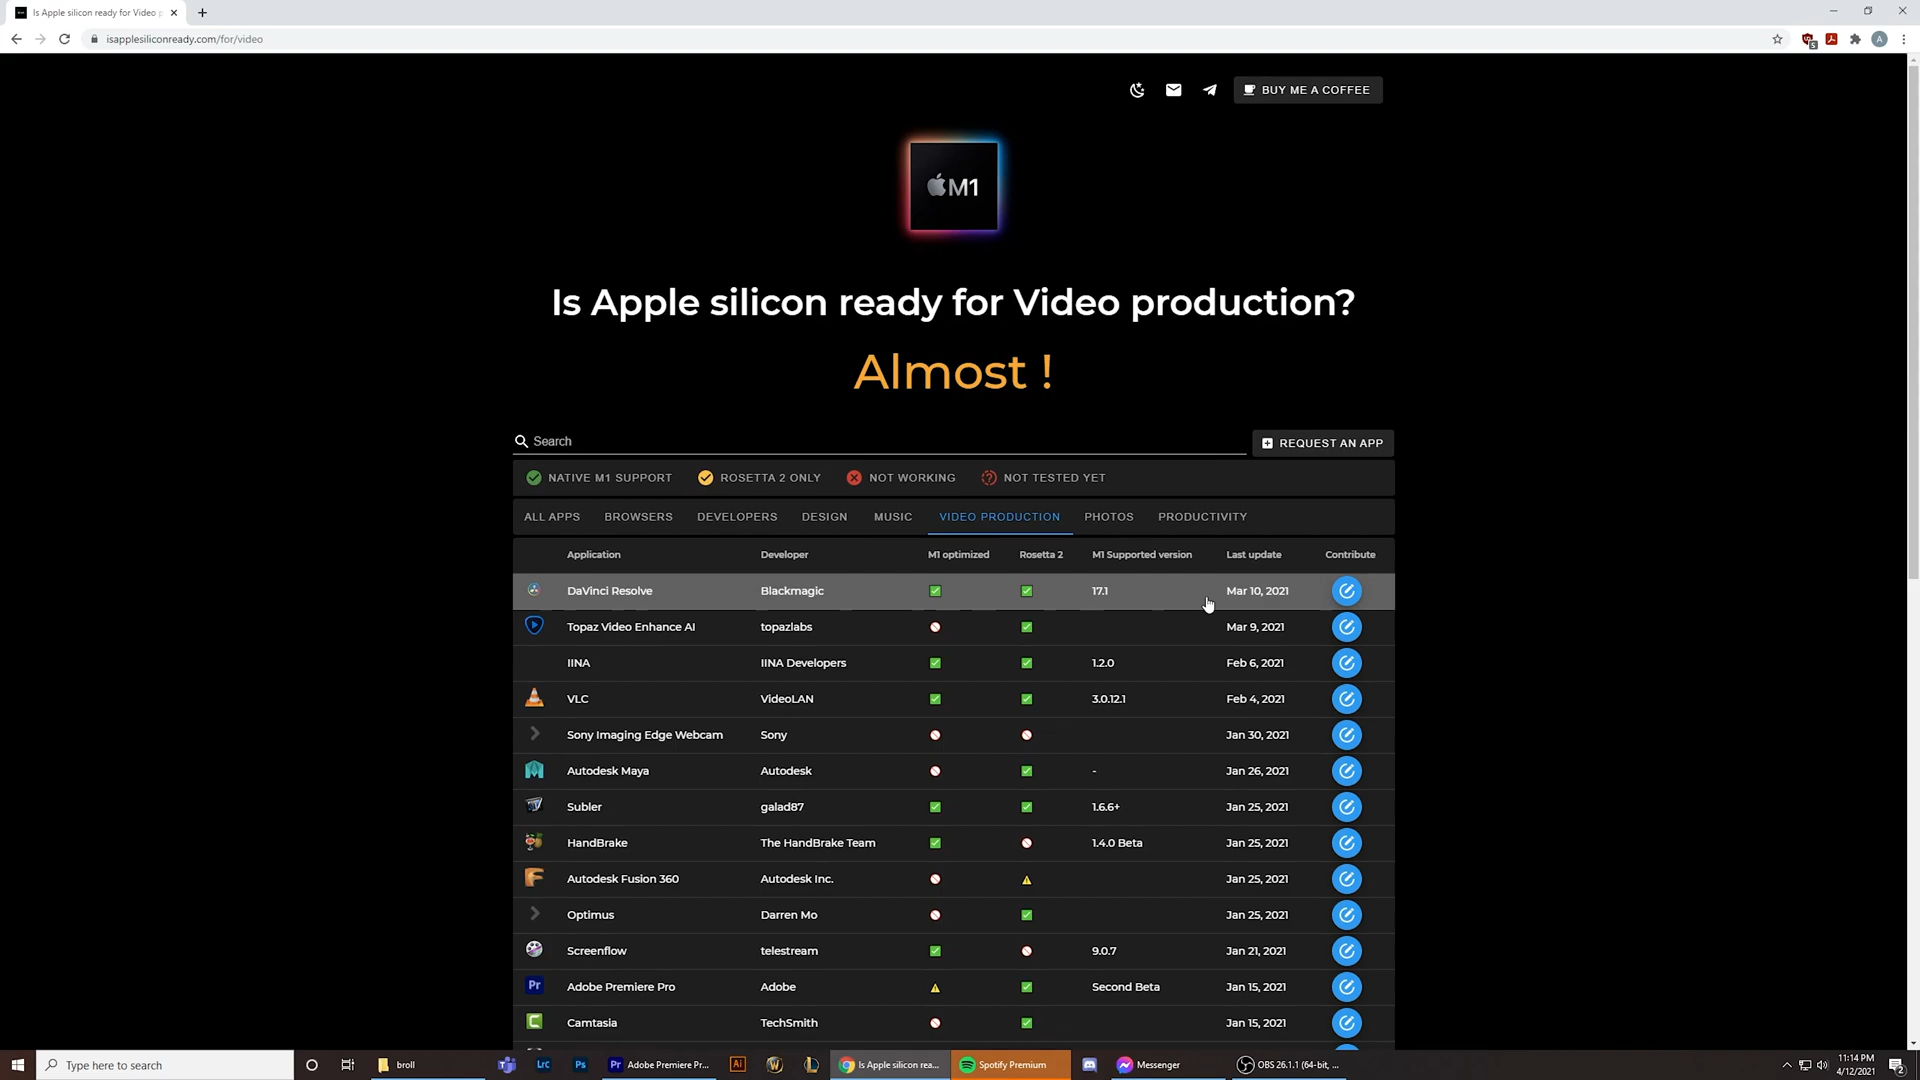 Is Apple silicon ready for Video p
isapplesiliconready.com/for/video
5
A
BUY ME A COFFEE
M1
Is Apple silicon ready for Video production?
Almost !
Search
REQUEST AN APP
NATIVE M1 SUPPORT ROSETTA 2 ONLY NOT WORKING NOT TESTED YET
ALL APPS BROWSERS DEVELOPERS DESIGN MUSIC VIDEO PRODUCTION PHOTOS PRODUCTIVITY
Application Developer M1 optimized Rosetta 2 M1 Supported version Last update Contribute
DaVinci Resolve Blackmagic 17.1 Mar 10, 2021
Topaz Video Enhance AI topazlabs Mar 9, 2021
IINA IINA Developers 1.2.0 Feb 6, 2021
VLC VideoLAN 3.0.12.1 Feb 4, 2021
Sony Imaging Edge Webcam Sony Jan 30, 2021
Autodesk Maya Autodesk - Jan 26, 2021
Subler galad87 1.6.6+ Jan 25, 2021
HandBrake The HandBrake Team 1.4.0 Beta Jan 25, 2021
Autodesk Fusion 360 Autodesk Inc. Jan 25, 2021
Optimus Darren Mo Jan 25, 2021
Screenflow telestream 9.0.7 Jan 21, 2021
Pr Adobe Premiere Pro Adobe Second Beta Jan 15, 2021
Camtasia TechSmith Jan 15, 2021
Type here to search broll Lrc Ps Pr Adobe Premiere Pr... Ai Is Apple silicon rea... Spotify Premium Messenger OBS 26.1.1 (64-bit, ...
11:14 PM
4/12/2021
2